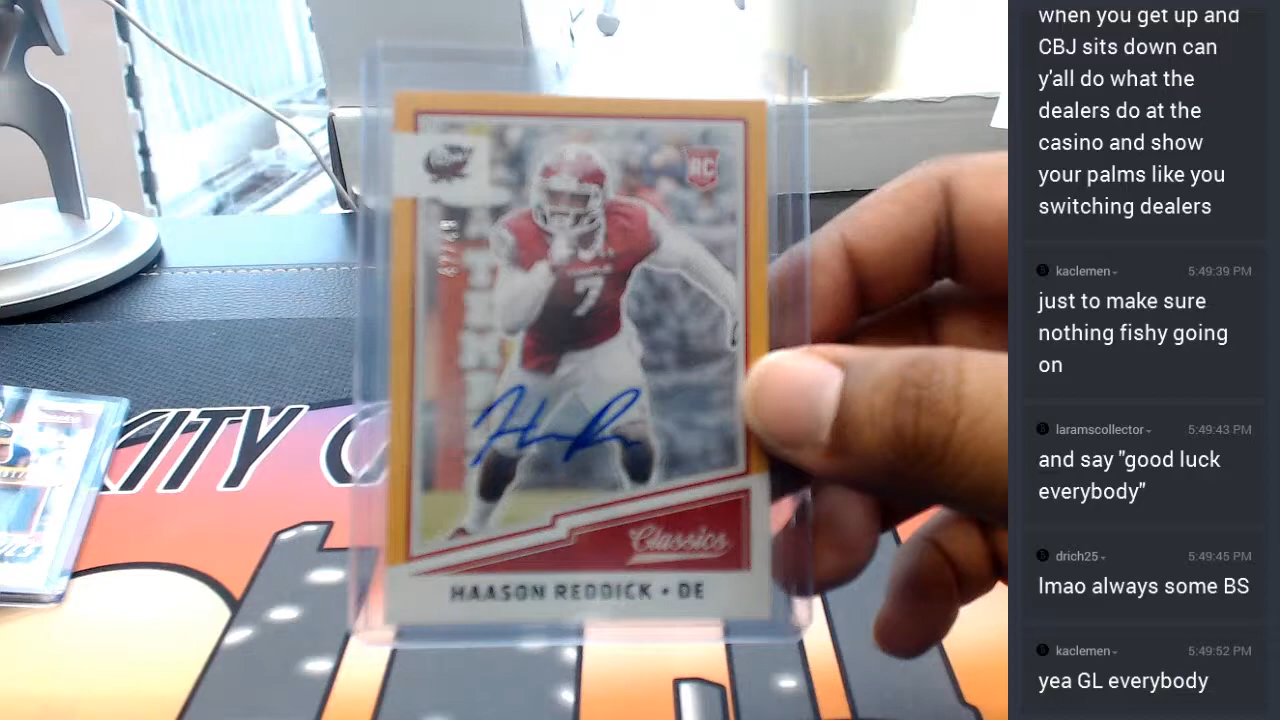 RC
7
Classics
HAASON REDDICK • DE
ITY
when you get up and
CBJ sits down can
y'all do what the
dealers do at the
casino and show
your palms like you
switching dealers
kaclemen
5:49:39 PM
just to make sure
nothing fishy going
on
laramscollector
5:49:43 PM
and say "good luck
everybody"
drich25
5:49:45 PM
lmao always some BS
kaclemen
5:49:52 PM
yea GL everybody